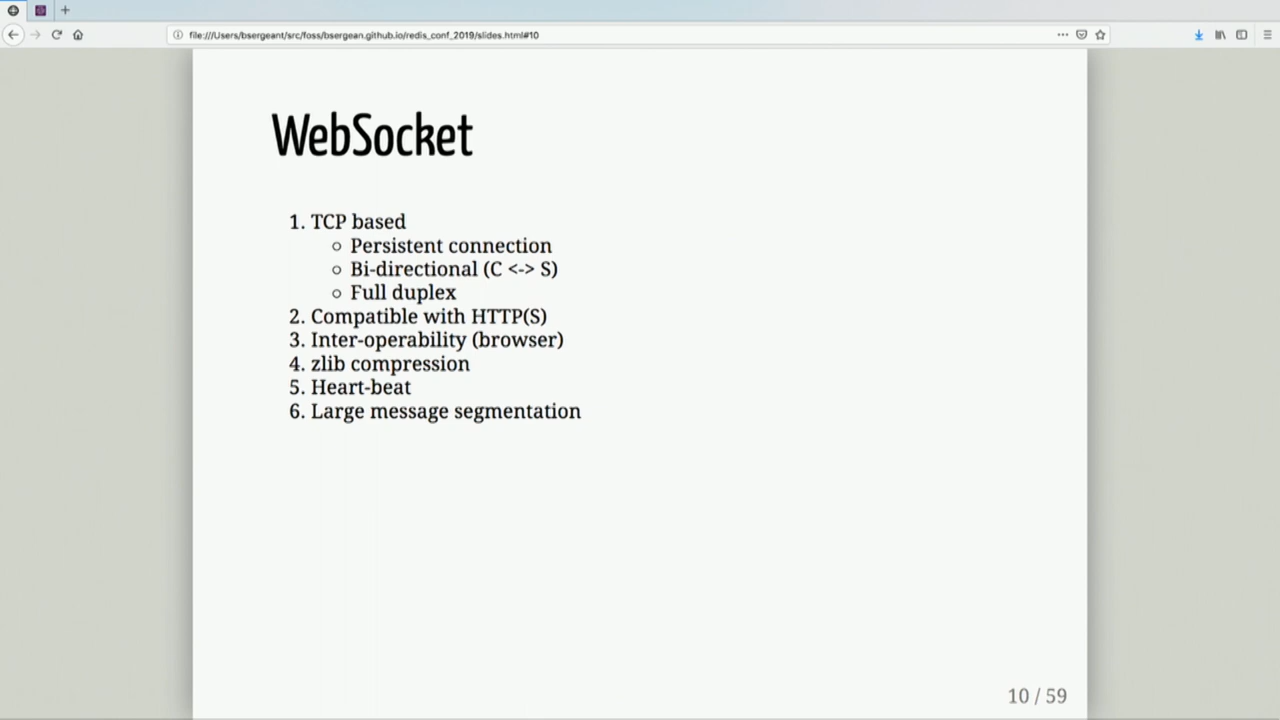 file:///Users/bsergeant/src/foss/bsergean.github.io/redis_conf_2019/slides.html#10
WebSocket
1. TCP based
Persistent connection
Bi-directional (C <-> S)
Full duplex
2. Compatible with HTTP(S)
3. Inter-operability (browser)
4. zlib compression
5. Heart-beat
6. Large message segmentation
10 / 59